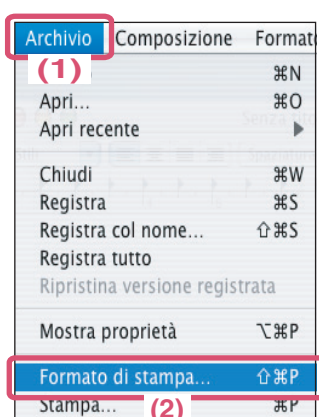 Archivio Composizione Format
(1) ⌘N
Apri... ⌘O
Apri recente ▶
Chiudi ⌘W
Registra ⌘S
Registra col nome... ⇧⌘S
Registra tutto
Ripristina versione registrata
Mostra proprietà ⌥⌘P
Formato di stampa... ⇧⌘P
Stampa... ⌘P
(2)